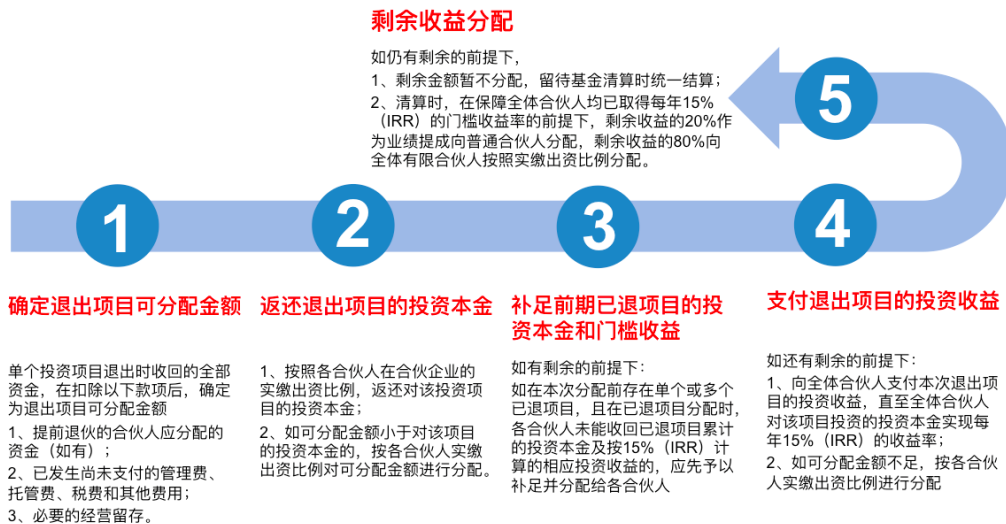 剩余收益分配
如仍有剩余的前提下，
1、剩余金额暂不分配，留待基金清算时统一结算；
2、清算时，在保障全体合伙人均已取得每年15%
（IRR）的门槛收益率的前提下，剩余收益的20%作
为业绩提成向普通合伙人分配，剩余收益的80%向
全体有限合伙人按照实缴出资比例分配。
5
1
2
3
4
确定退出项目可分配金额
单个投资项目退出时收回的全部
资金，在扣除以下款项后，确定
为退出项目可分配金额
1、提前退伙的合伙人应分配的
资金（如有）；
2、已发生尚未支付的管理费、
托管费、税费和其他费用；
3、必要的经营留存。
返还退出项目的投资本金
1、按照各合伙人在合伙企业的
实缴出资比例，返还对该投资项
目的投资本金；
2、如可分配金额小于对该项目
的投资本金的，按各合伙人实缴
出资比例对可分配金额进行分配。
补足前期已退项目的投
资本金和门槛收益
如有剩余的前提下：
如在本次分配前存在单个或多个
已退项目，且在已退项目分配时，
各合伙人未能收回已退项目累计
的投资本金及按15%（IRR）计
算的相应投资收益的，应先予以
补足并分配给各合伙人
支付退出项目的投资收益
如还有剩余的前提下：
1、向全体合伙人支付本次退出项
目的投资收益，直至全体合伙人
对该项目投资的投资本金实现每
年15%（IRR）的收益率；
2、如可分配金额不足，按各合伙
人实缴出资比例进行分配